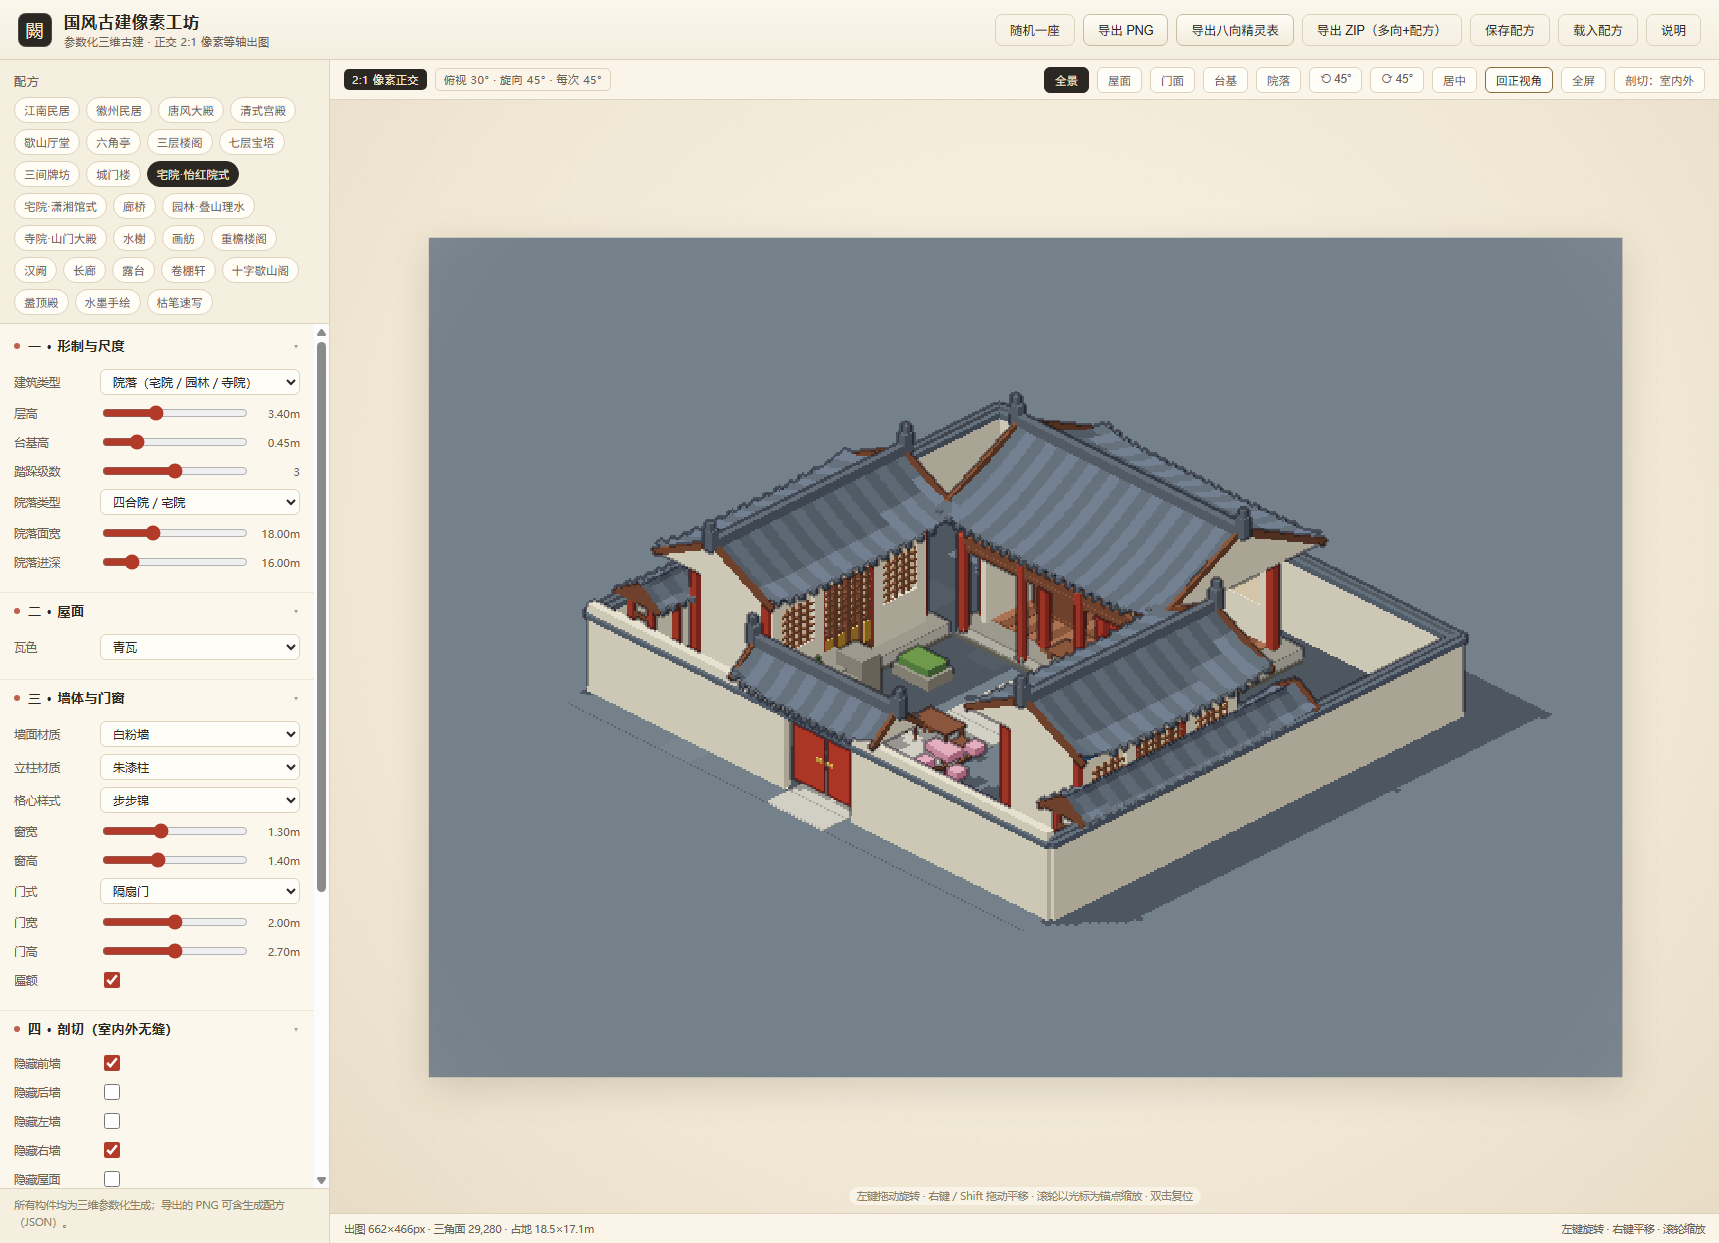 闕
国风古建像素工坊
参数化三维古建 · 正交 2:1 像素等轴出图
随机一座
导出 PNG
导出八向精灵表
导出 ZIP（多向+配方）
保存配方
载入配方
说明
配方
江南民居
徽州民居
唐风大殿
清式宫殿
歇山厅堂
六角亭
三层楼阁
七层宝塔
三间牌坊
城门楼
宅院·怡红院式
宅院·潇湘馆式
廊桥
园林·叠山理水
寺院·山门大殿
水榭
画舫
重檐楼阁
汉阙
长廊
露台
卷棚轩
十字歇山阁
盝顶殿
水墨手绘
枯笔速写
2:1 像素正交
俯视 30° · 旋向 45° · 每次 45°
全景
屋面
门面
台基
院落
⟲ 45°
⟳ 45°
居中
回正视角
全屏
剖切：室内外
一 • 形制与尺度
建筑类型
院落（宅院 / 园林 / 寺院）
层高
3.40m
台基高
0.45m
踏跺级数
3
院落类型
四合院 / 宅院
院落面宽
18.00m
院落进深
16.00m
二 • 屋面
瓦色
青瓦
三 • 墙体与门窗
墙面材质
白粉墙
立柱材质
朱漆柱
格心样式
步步锦
窗宽
1.30m
窗高
1.40m
门式
隔扇门
门宽
2.00m
门高
2.70m
匾额
四 • 剖切（室内外无缝）
隐藏前墙
隐藏后墙
隐藏左墙
隐藏右墙
隐藏屋面
所有构件均为三维参数化生成；导出的 PNG 可含生成配方
（JSON）。
左键拖动旋转 · 右键 / Shift 拖动平移 · 滚轮以光标为锚点缩放 · 双击复位
出图 662×466px · 三角面 29,280 · 占地 18.5×17.1m
左键旋转 · 右键平移 · 滚轮缩放